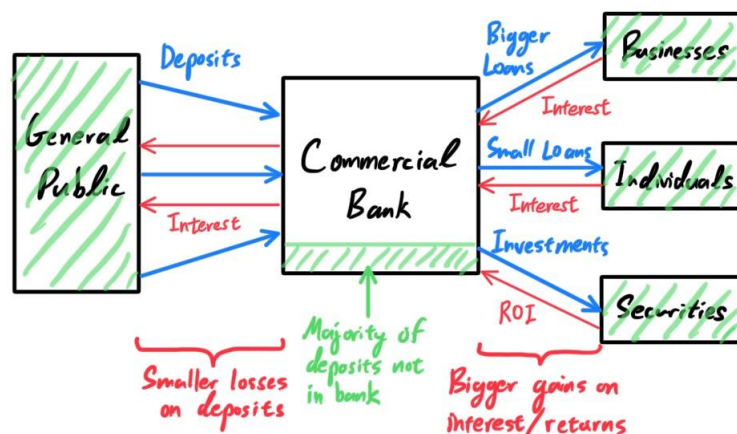 Deposits
General
Public
Interest
Commercial
Bank
Bigger
Loans
Interest
Businesses
Small Loans
Interest
Individuals
Investments
ROI
Securities
Smaller losses
on deposits
Majority of
deposits not
in bank
Bigger gains on
interest/returns